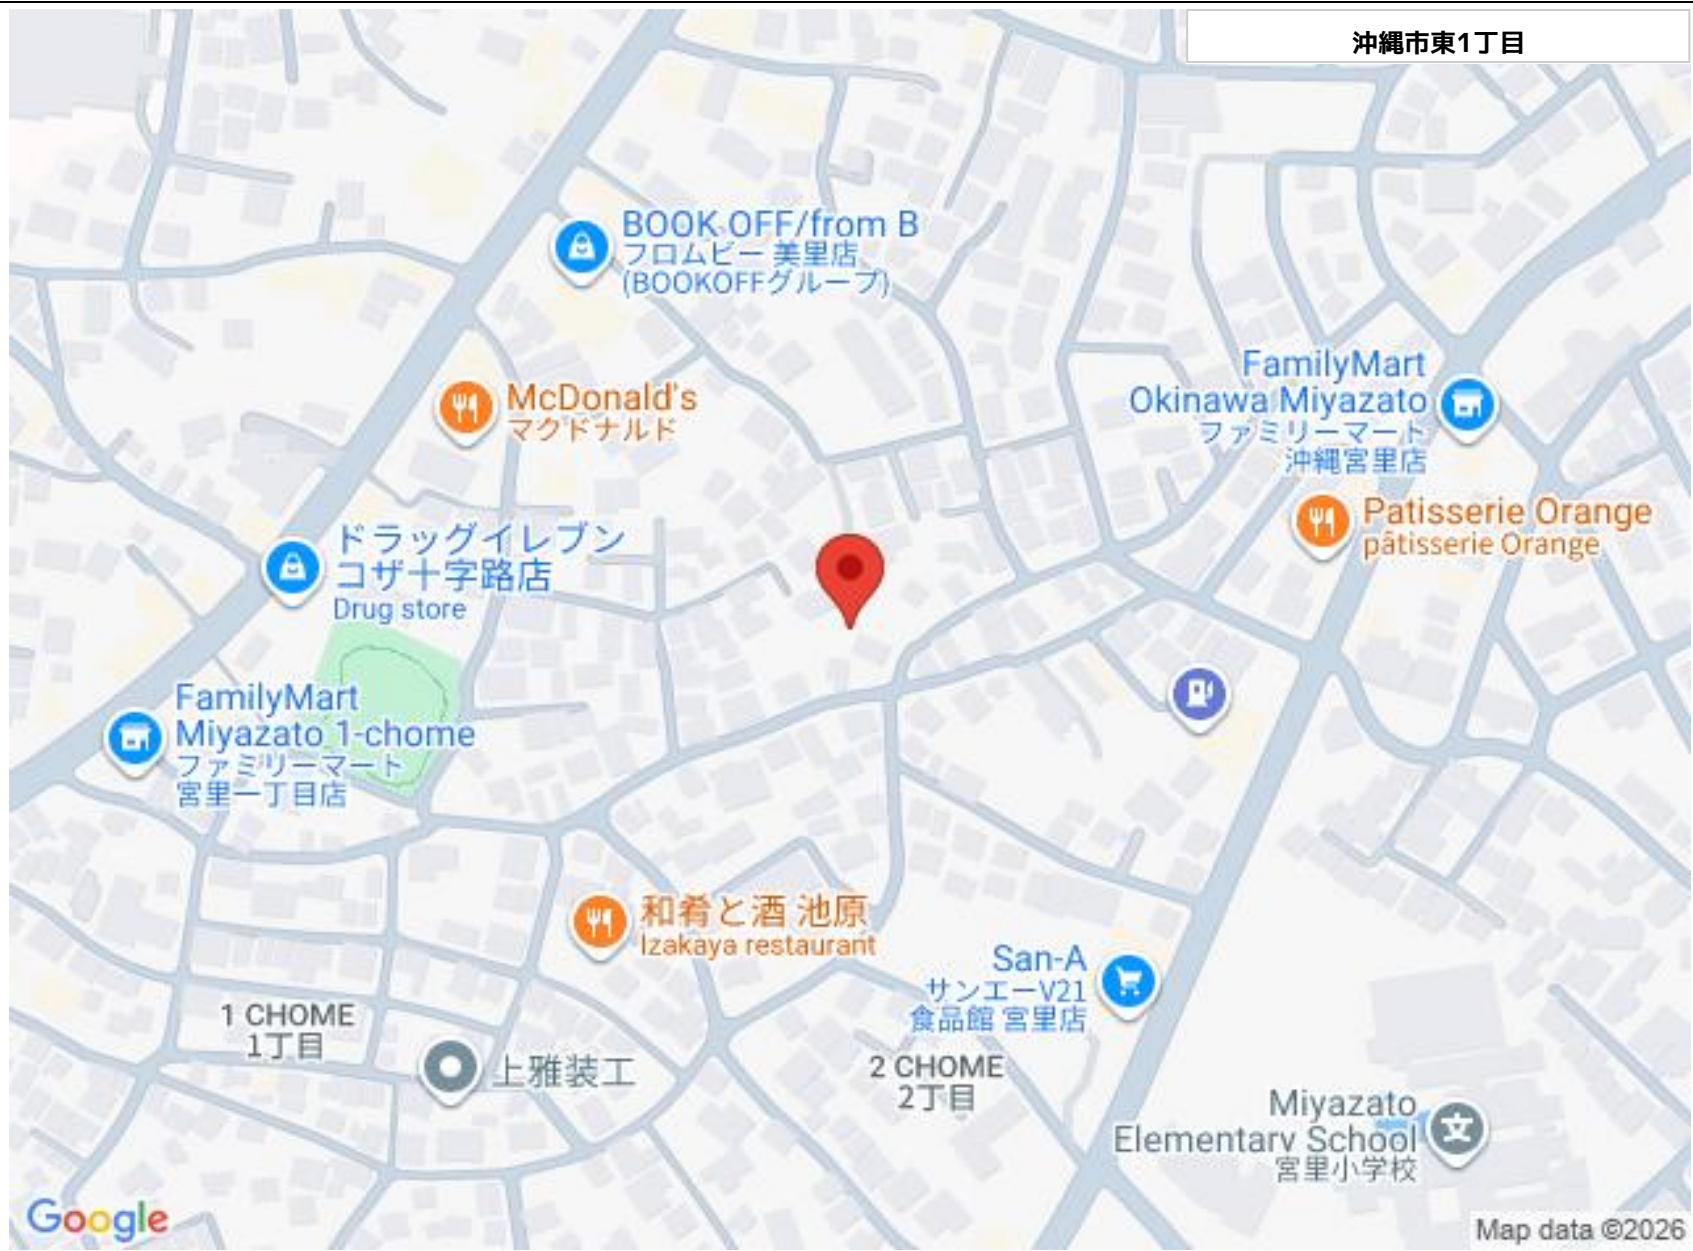 沖縄市東1丁目
BOOK OFF/from B
フロムビー 美里店
(BOOKOFFグループ)
McDonald's
マクドナルド
FamilyMart
Okinawa Miyazato
ファミリーマート
沖縄宮里店
Patisserie Orange
pâtisserie Orange
ドラッグイレブン
コザ十字路店
Drug store
FamilyMart
Miyazato 1-chome
ファミリーマート
宮里一丁目店
和肴と酒 池原
Izakaya restaurant
San-A
サンエーV21
食品館 宮里店
1 CHOME
1丁目
上雅装工
2 CHOME
2丁目
Miyazato
Elementary School
宮里小学校
文
Google
Map data ©2026